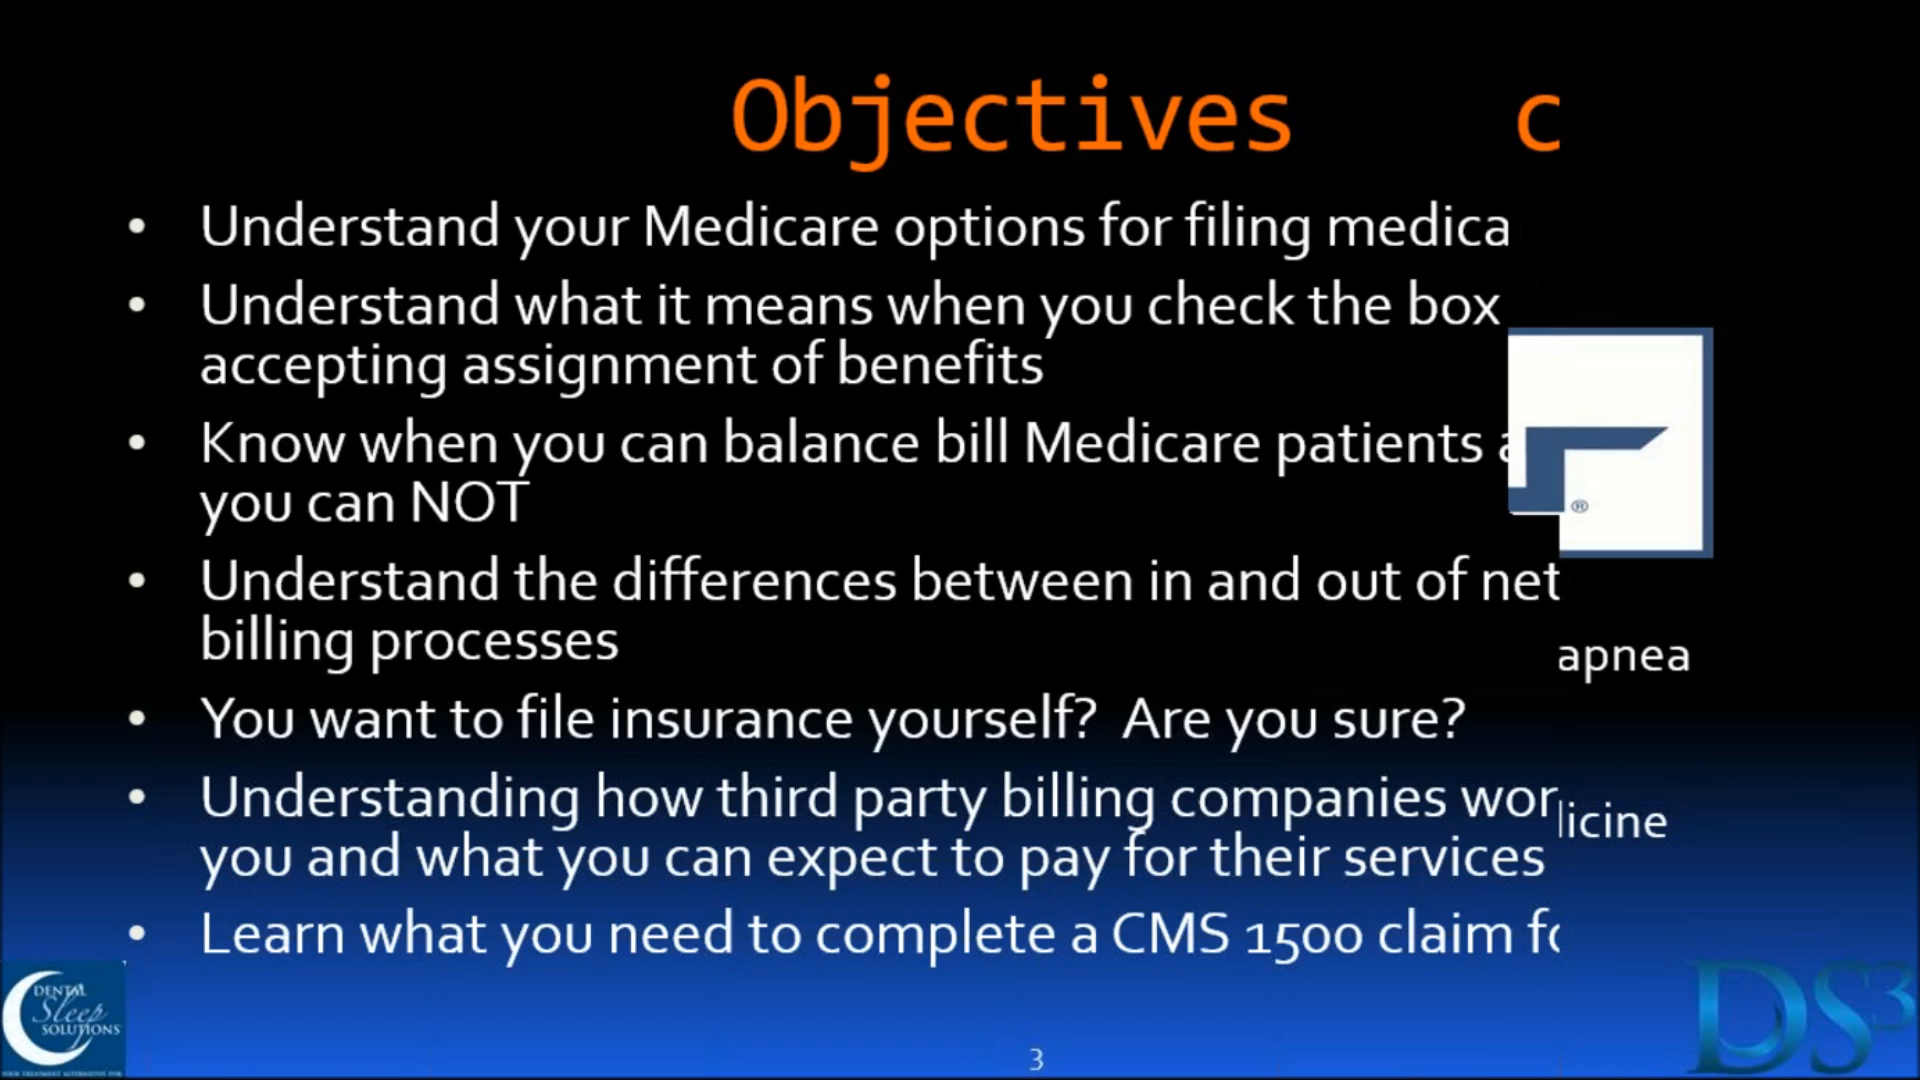 Objectives c
• Understand your Medicare options for filing medica
• Understand what it means when you check the box
accepting assignment of benefits
• Know when you can balance bill Medicare patients a
you can NOT
®
• Understand the differences between in and out of net
billing processes
apnea
• You want to file insurance yourself? Are you sure?
• Understanding how third party billing companies wor
licine
you and what you can expect to pay for their services
• Learn what you need to complete a CMS 1500 claim fo
DENTAL
Sleep
SOLUTIONS
DS3
3